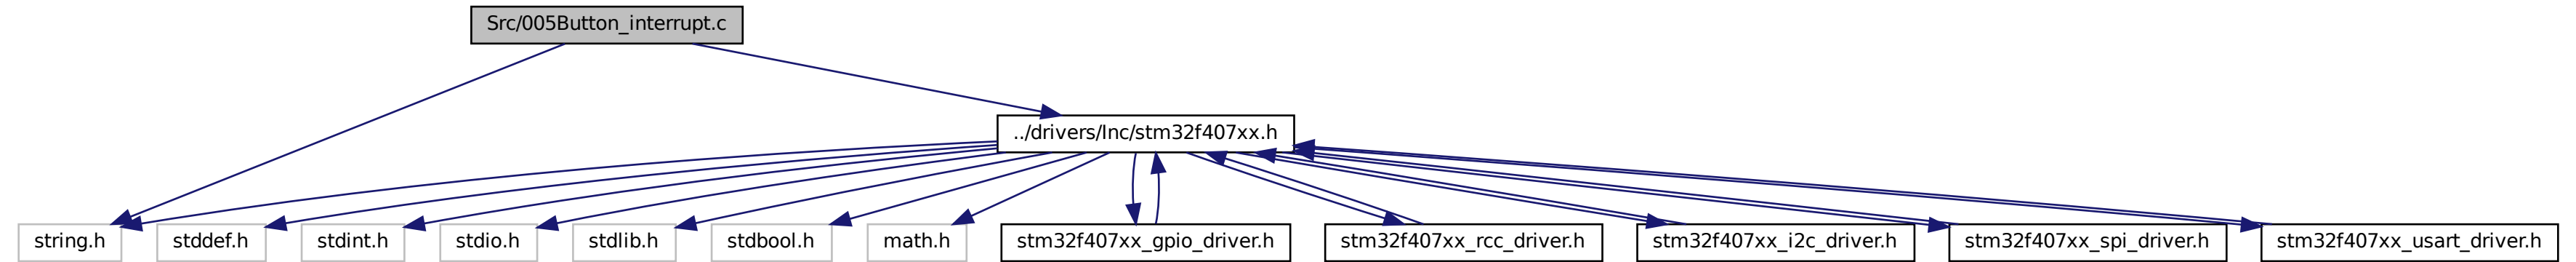 Src/005Button_interrupt.c
../drivers/Inc/stm32f407xx.h
string.h
stddef.h
stdint.h
stdio.h
stdlib.h
stdbool.h
math.h
stm32f407xx_gpio_driver.h
stm32f407xx_rcc_driver.h
stm32f407xx_i2c_driver.h
stm32f407xx_spi_driver.h
stm32f407xx_usart_driver.h